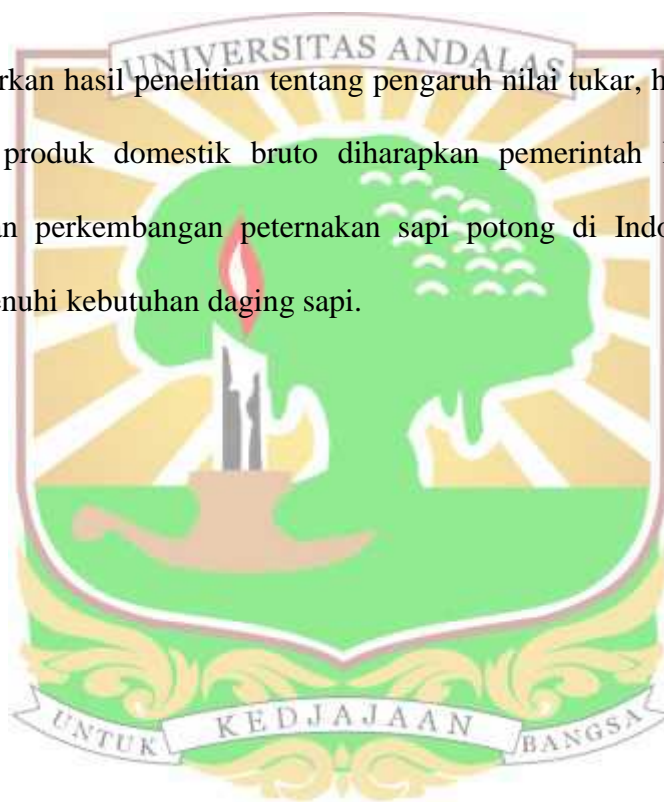 UNIVERSITAS ANDALAS
rkan hasil penelitian tentang pengaruh nilai tukar, h
produk domestik bruto diharapkan pemerintah
n perkembangan peternakan sapi potong di Indo
enuhi kebutuhan daging sapi.
UNTUK KEDJAJAAN BANGSA